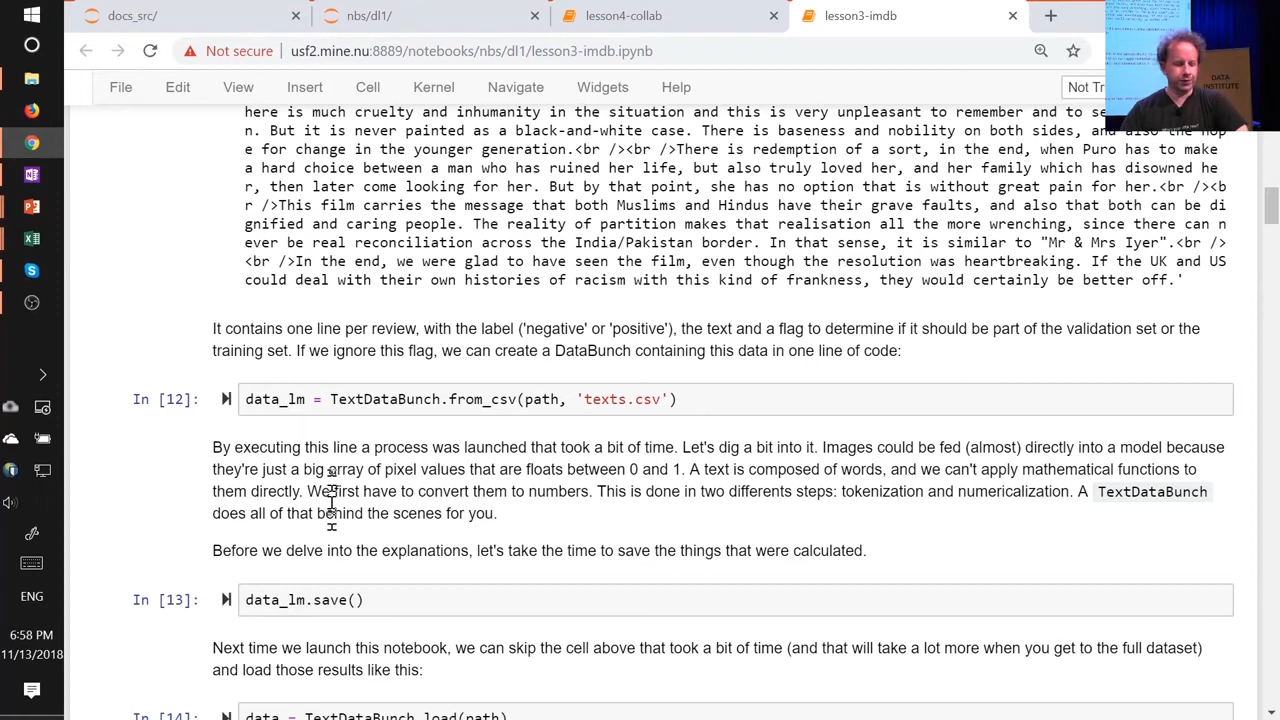 docs_src/
nbs/dl1/
lesson4-collab
lesson3-imdb
Not secure usf2.mine.nu:8889/notebooks/nbs/dl1/lesson3-imdb.ipynb
File Edit View Insert Cell Kernel Navigate Widgets Help Not Tr
DATA
INSTITUTE
here is much cruelty and inhumanity in the situation and this is very unpleasant to remember and to se
n. But it is never painted as a black-and-white case. There is baseness and nobility on both sides, and also the hop
e for change in the younger generation.<br /><br />There is redemption of a sort, in the end, when Puro has to make
a hard choice between a man who has ruined her life, but also truly loved her, and her family which has disowned he
r, then later come looking for her. But by that point, she has no option that is without great pain for her.<br /><b
r />This film carries the message that both Muslims and Hindus have their grave faults, and also that both can be di
gnified and caring people. The reality of partition makes that realisation all the more wrenching, since there can n
ever be real reconciliation across the India/Pakistan border. In that sense, it is similar to "Mr & Mrs Iyer".<br />
<br />In the end, we were glad to have seen the film, even though the resolution was heartbreaking. If the UK and US
could deal with their own histories of racism with this kind of frankness, they would certainly be better off.'
It contains one line per review, with the label ('negative' or 'positive'), the text and a flag to determine if it should be part of the validation set or the
training set. If we ignore this flag, we can create a DataBunch containing this data in one line of code:
In [12]: data_lm = TextDataBunch.from_csv(path, 'texts.csv')
By executing this line a process was launched that took a bit of time. Let's dig a bit into it. Images could be fed (almost) directly into a model because
they're just a big array of pixel values that are floats between 0 and 1. A text is composed of words, and we can't apply mathematical functions to
them directly. We first have to convert them to numbers. This is done in two differents steps: tokenization and numericalization. A TextDataBunch
does all of that behind the scenes for you.
Before we delve into the explanations, let's take the time to save the things that were calculated.
In [13]: data_lm.save()
Next time we launch this notebook, we can skip the cell above that took a bit of time (and that will take a lot more when you get to the full dataset)
and load those results like this:
In [14]: data = TextDataBunch.load(path)
ENG
6:58 PM
11/13/2018